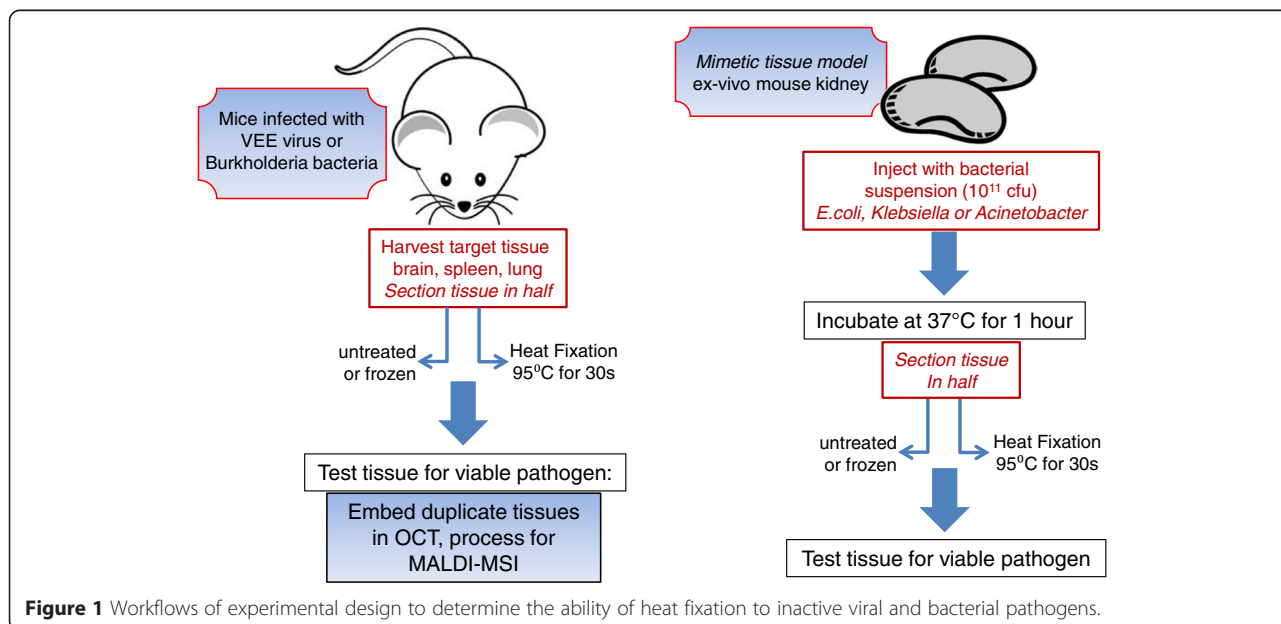 Mice infected with
VEE virus or
Burkholderia bacteria
Harvest target tissue
brain, spleen, lung
Section tissue in half
untreated
or frozen
Heat Fixation
95⁰C for 30s
Test tissue for viable pathogen:
Embed duplicate tissues
in OCT, process for
MALDI-MSI
Mimetic tissue model
ex-vivo mouse kidney
Inject with bacterial
suspension (10¹¹ cfu)
E.coli, Klebsiella or Acinetobacter
Incubate at 37°C for 1 hour
Section tissue
In half
untreated
or frozen
Heat Fixation
95⁰C for 30s
Test tissue for viable pathogen
Figure 1 Workflows of experimental design to determine the ability of heat fixation to inactive viral and bacterial pathogens.